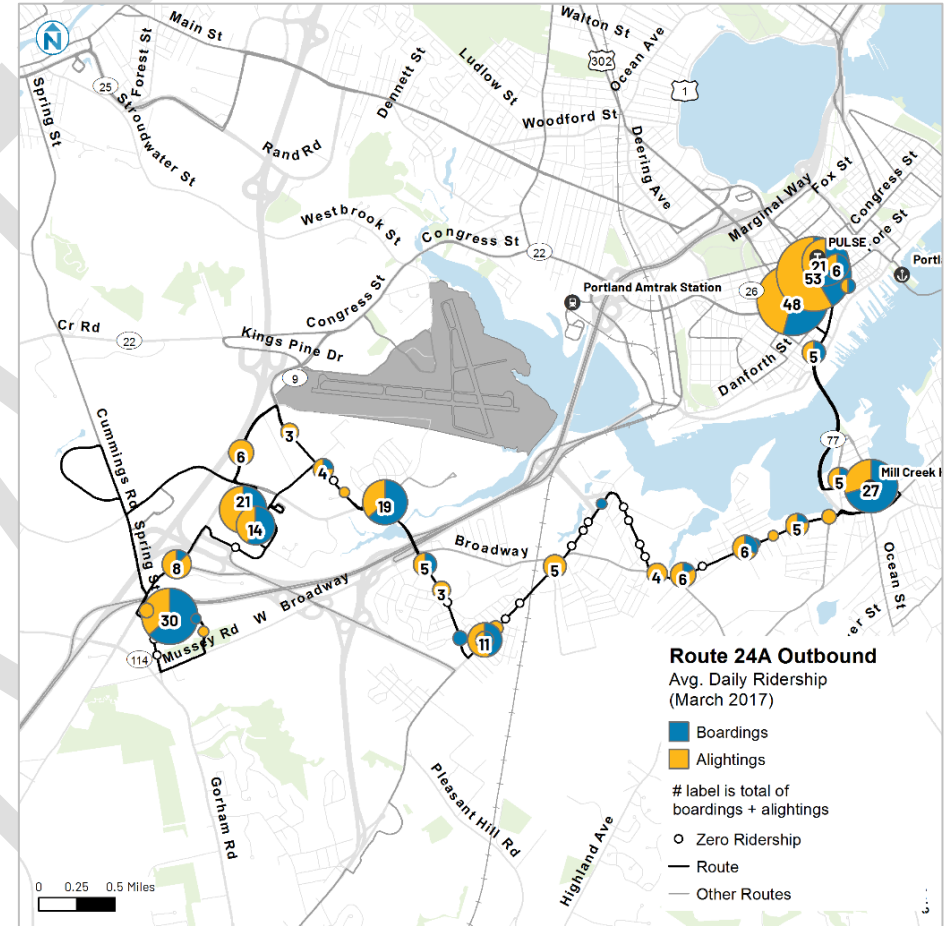 N
Main St
Forest St
25
Spring St
Stroudwater St
Rand Rd
Dennett St
Ludlow St
Walton St
302
Ocean Ave
1
Woodford St
Deering Ave
Marginal Way
Fox St
Congress St
Westbrook St
Congress St
22
Congress St
PULSE
21
6
53
48
26
Portland Amtrak Station
Danforth St
5
77
Cr Rd
22
Kings Pine Dr
9
3
6
4
Cummings Rd
Spring St
21
14
19
8
5
3
30
W Broadway
Mussey Rd
114
11
Broadway
5
4
6
6
5
5
27
Mill Creek
Ocean St
Gorham Rd
Pleasant Hill Rd
Highland Ave
Route 24A Outbound
Avg. Daily Ridership
(March 2017)
Boardings
Alightings
# label is total of
boardings + alightings
Zero Ridership
Route
Other Routes
0 0.25 0.5 Miles